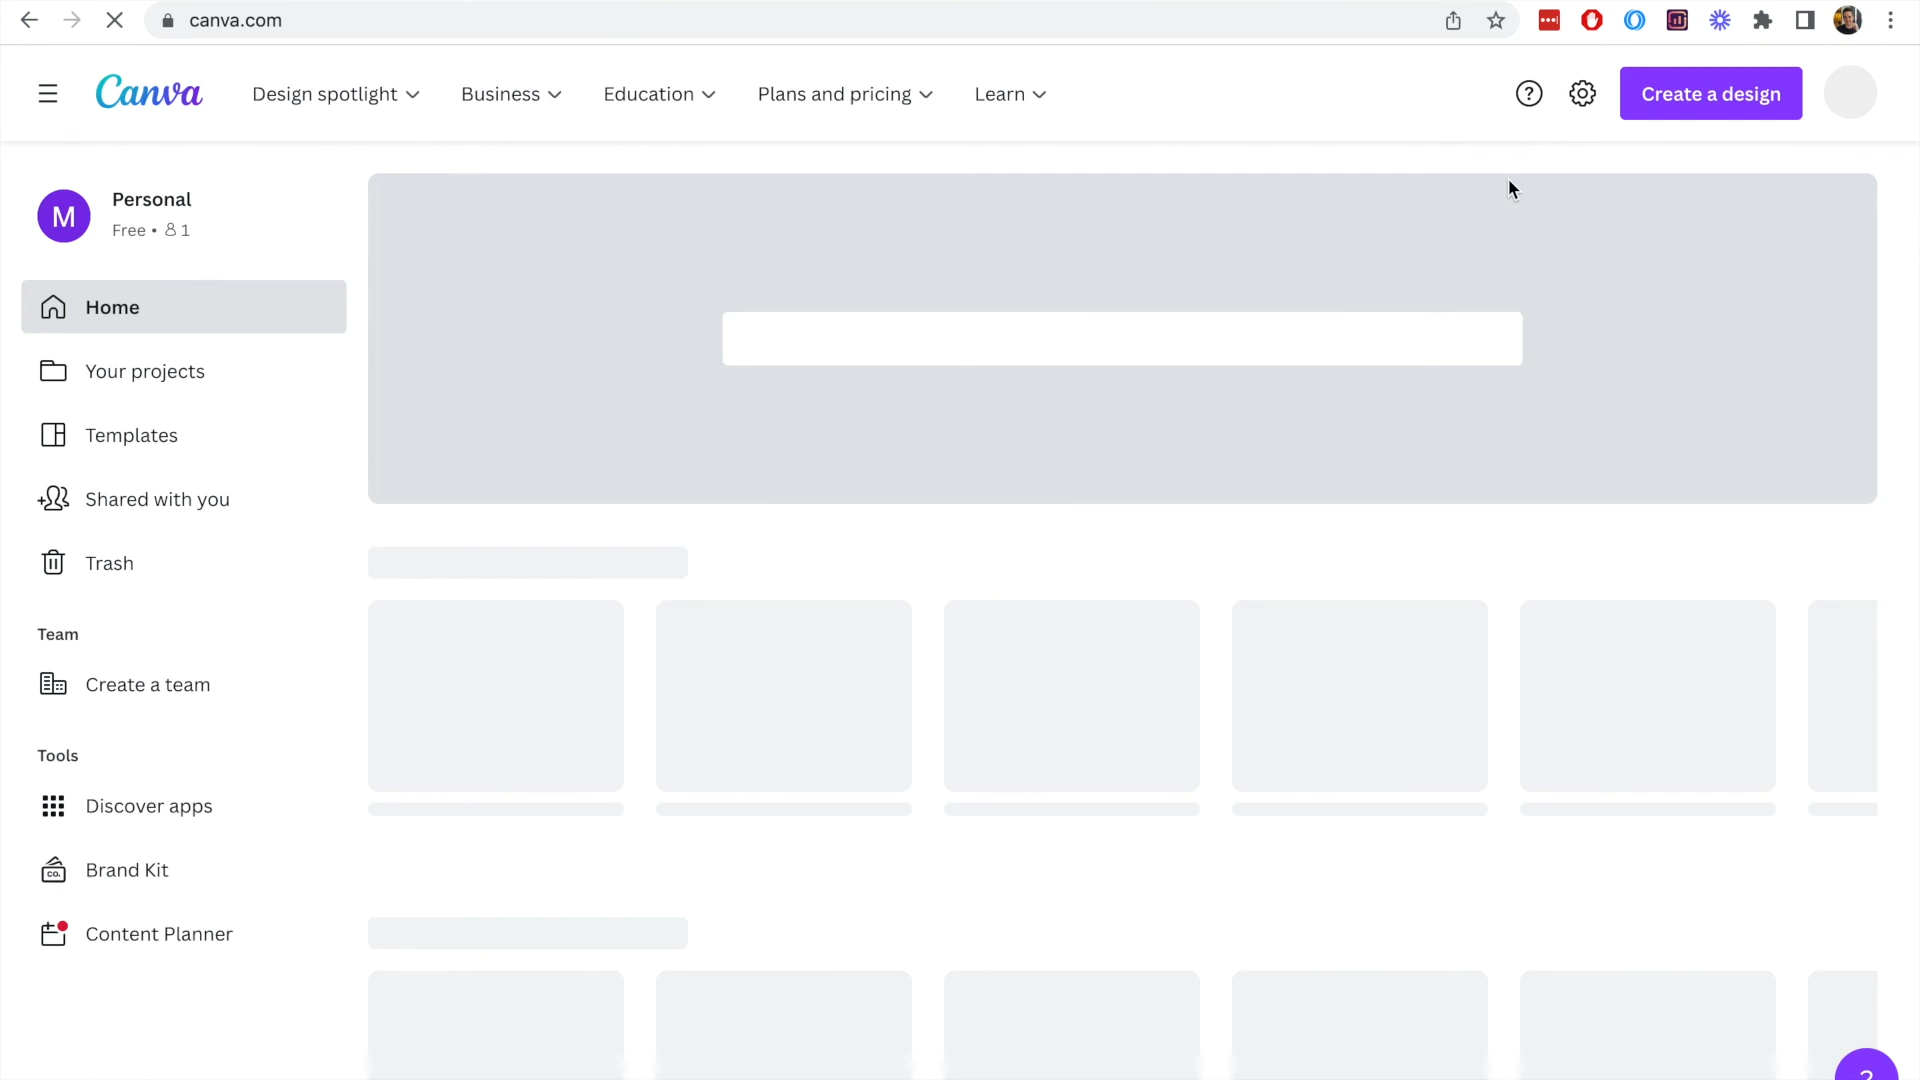 canva.com
Canva
Design spotlight
Business
Education
Plans and pricing
Learn
?
Create a design
M
Personal
Free • 1
Home
Your projects
Templates
Shared with you
Trash
Team
Create a team
Tools
Discover apps
CO.
Brand Kit
Content Planner
?